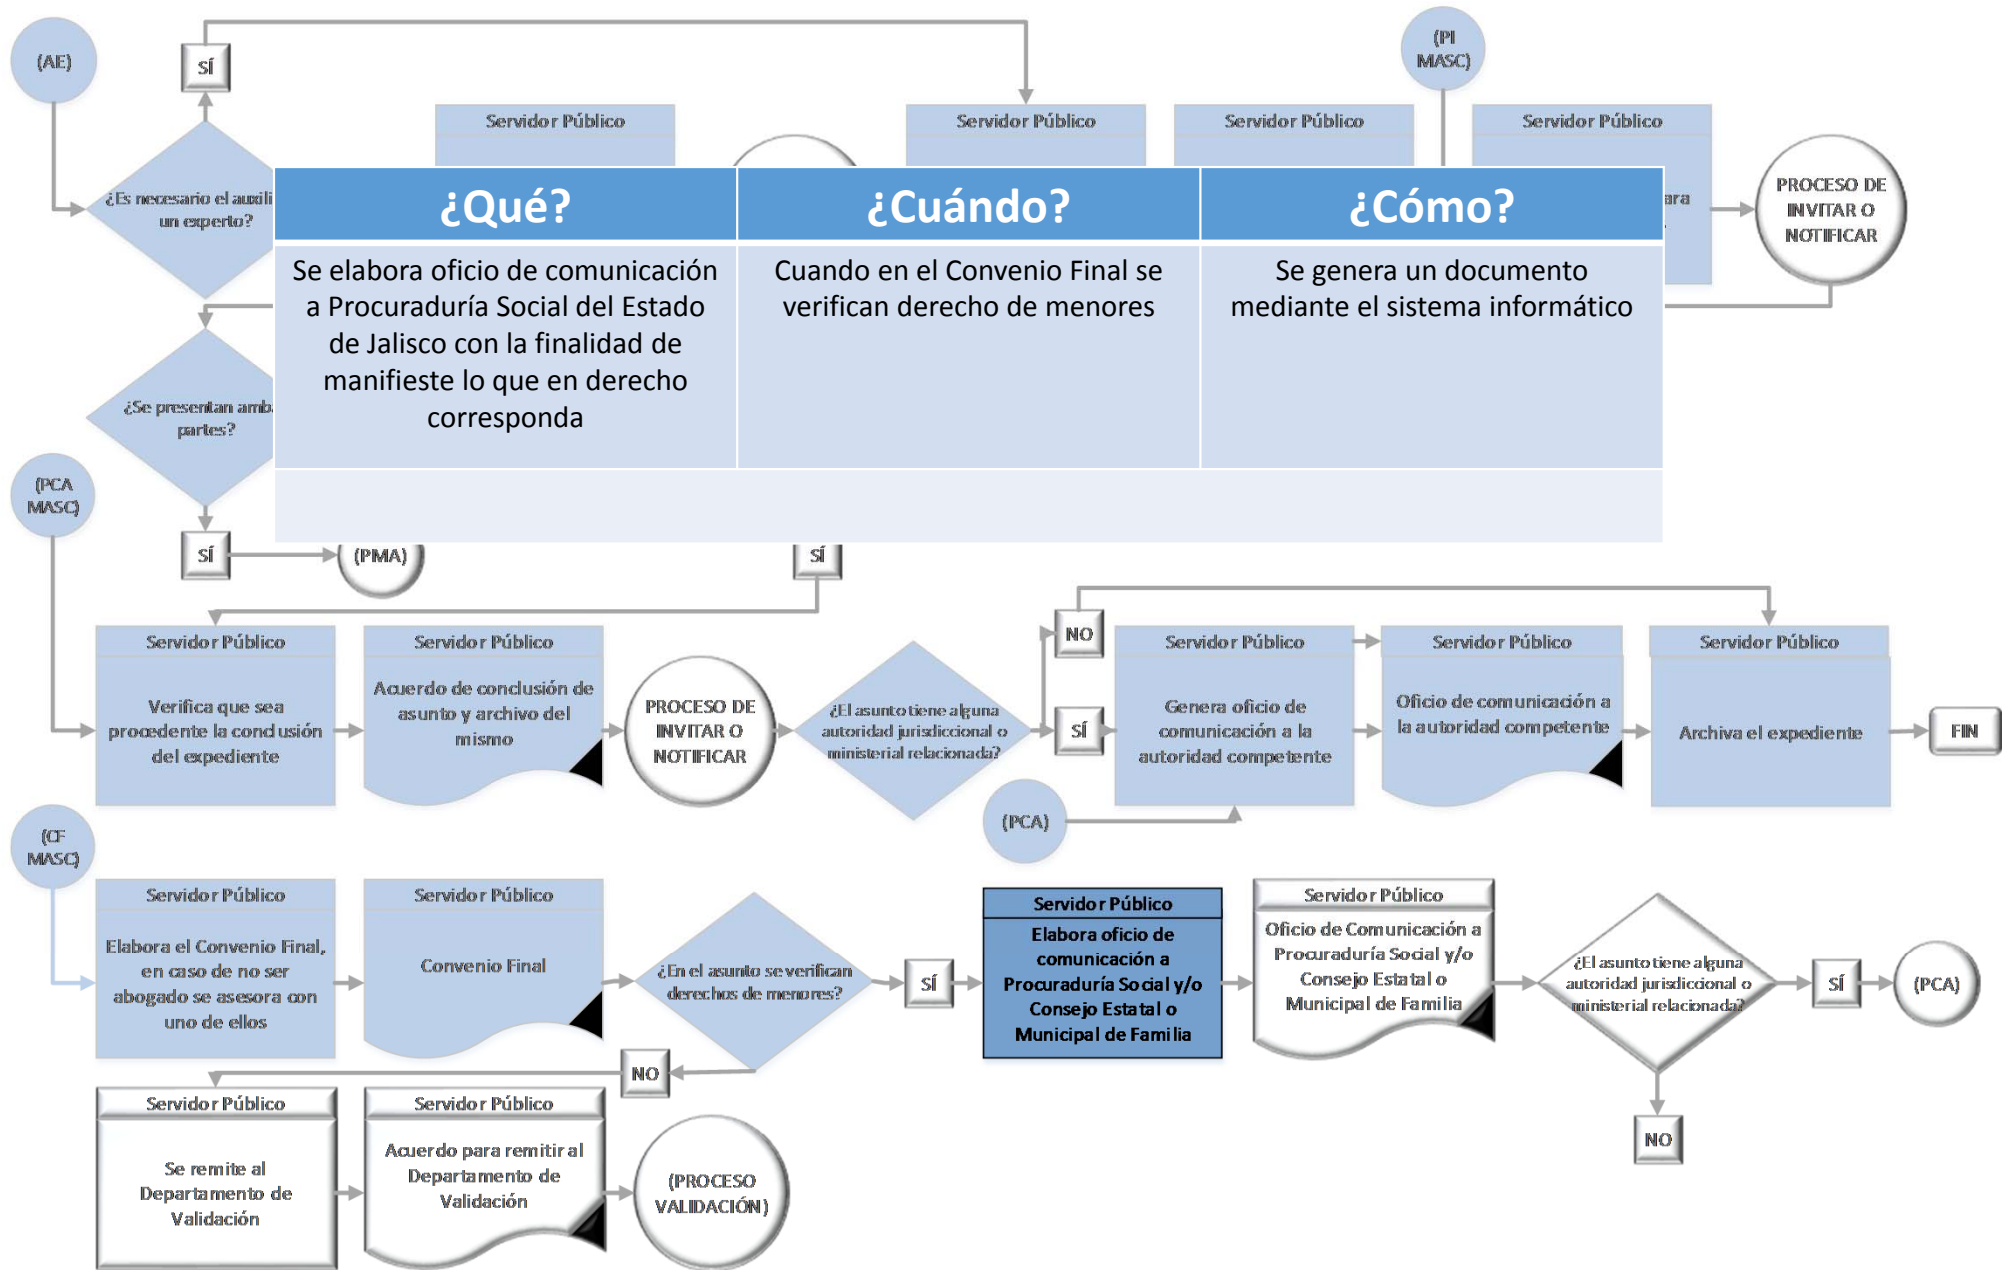 (AE)
SÍ
(PI
MASC)
Servidor Público
Servidor Público
Servidor Público
Servidor Público
¿Es necesario el
un experto?
PROCESO DE
INVITAR O
NOTIFICAR
¿Qué?
¿Cuándo?
¿Cómo?
Se elabora oficio de comunicación
a Procuraduría Social del Estado
de Jalisco con la finalidad de
manifieste lo que en derecho
corresponda
Cuando en el Convenio Final se
verifican derecho de menores
Se genera un documento
mediante el sistema informático
¿Se presentan
partes?
(PCA
MASC)
SÍ
(PMA)
SÍ
NO
Servidor Público
Verifica que sea
procedente la conclusión
del expediente
Servidor Público
Acuerdo de conclusión de
asunto y archivo del
mismo
PROCESO DE
INVITAR O
NOTIFICAR
¿El asunto tiene alguna
autoridad jurisdiccional o
ministerial relacionada?
SÍ
Servidor Público
Genera oficio de
comunicación a la
autoridad competente
Servidor Público
Oficio de comunicación a
la autoridad competente
Servidor Público
Archiva el expediente
FIN
(PCA)
(CF
MASC)
Servidor Público
Elabora el Convenio Final,
en caso de no ser
abogado se asesora con
uno de ellos
Servidor Público
Convenio Final
¿En el asunto se verifican
derechos de menores?
SÍ
Servidor Público
Elabora oficio de
comunicación a
Procuraduría Social y/o
Consejo Estatal o
Municipal de Familia
Servidor Público
Oficio de Comunicación a
Procuraduría Social y/o
Consejo Estatal o
Municipal de Familia
¿El asunto tiene alguna
autoridad jurisdiccional o
ministerial relacionada?
SÍ
(PCA)
NO
NO
Servidor Público
Se remite al
Departamento de
Validación
Servidor Público
Acuerdo para remitir al
Departamento de
Validación
(PROCESO
VALIDACIÓN)